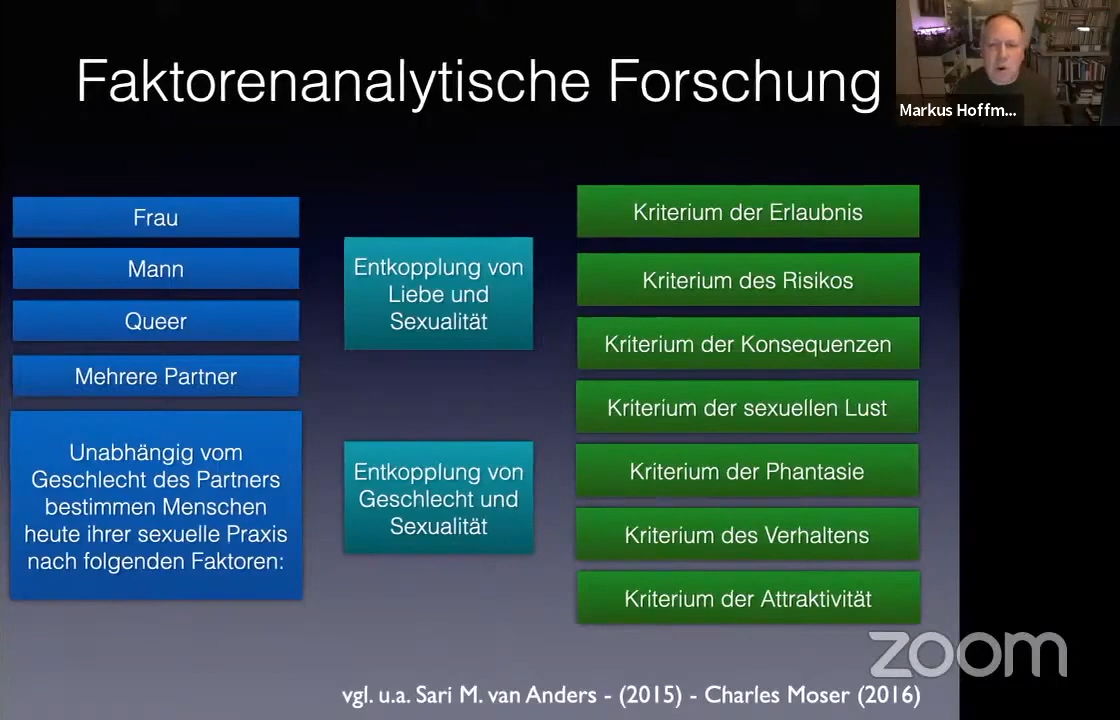 Faktorenanalytische Forschung
Markus Hoffm...
Frau
Mann
Queer
Mehrere Partner
Unabhängig vom
Geschlecht des Partners
bestimmen Menschen
heute ihrer sexuelle Praxis
nach folgenden Faktoren:
Entkopplung von
Liebe und
Sexualität
Entkopplung von
Geschlecht und
Sexualität
Kriterium der Erlaubnis
Kriterium des Risikos
Kriterium der Konsequenzen
Kriterium der sexuellen Lust
Kriterium der Phantasie
Kriterium des Verhaltens
Kriterium der Attraktivität
zoom
vgl. u.a. Sari M. van Anders - (2015) - Charles Moser (2016)